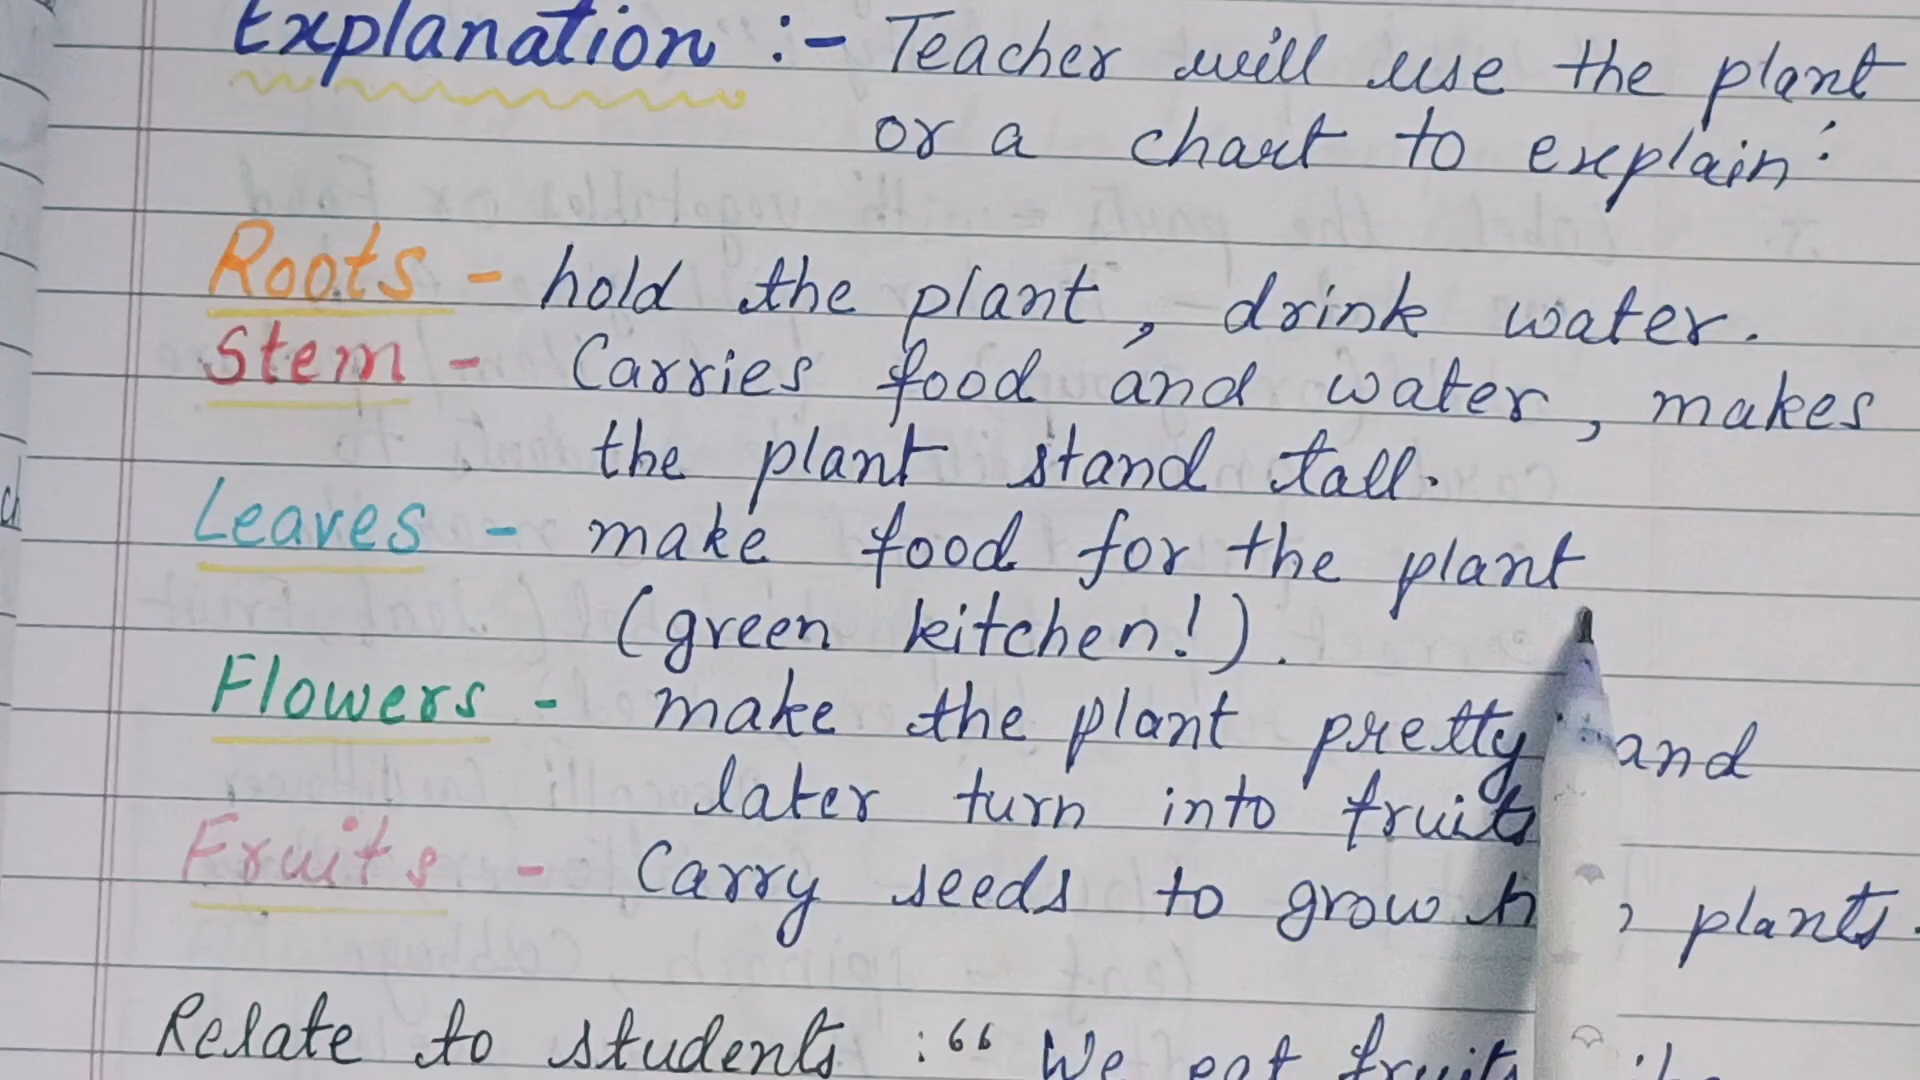 Explanation :- Teacher will use the plant
or a chart to explain:
Roots - hold the plant, drink water.
Stem - Carries food and water, makes
the plant stand tall.
Leaves - make food for the plant
(green kitchen!).
Flowers - make the plant pretty and
later turn into fruits
Fruits - Carry seeds to grow plants.
Relate to students : “ We eat fruits